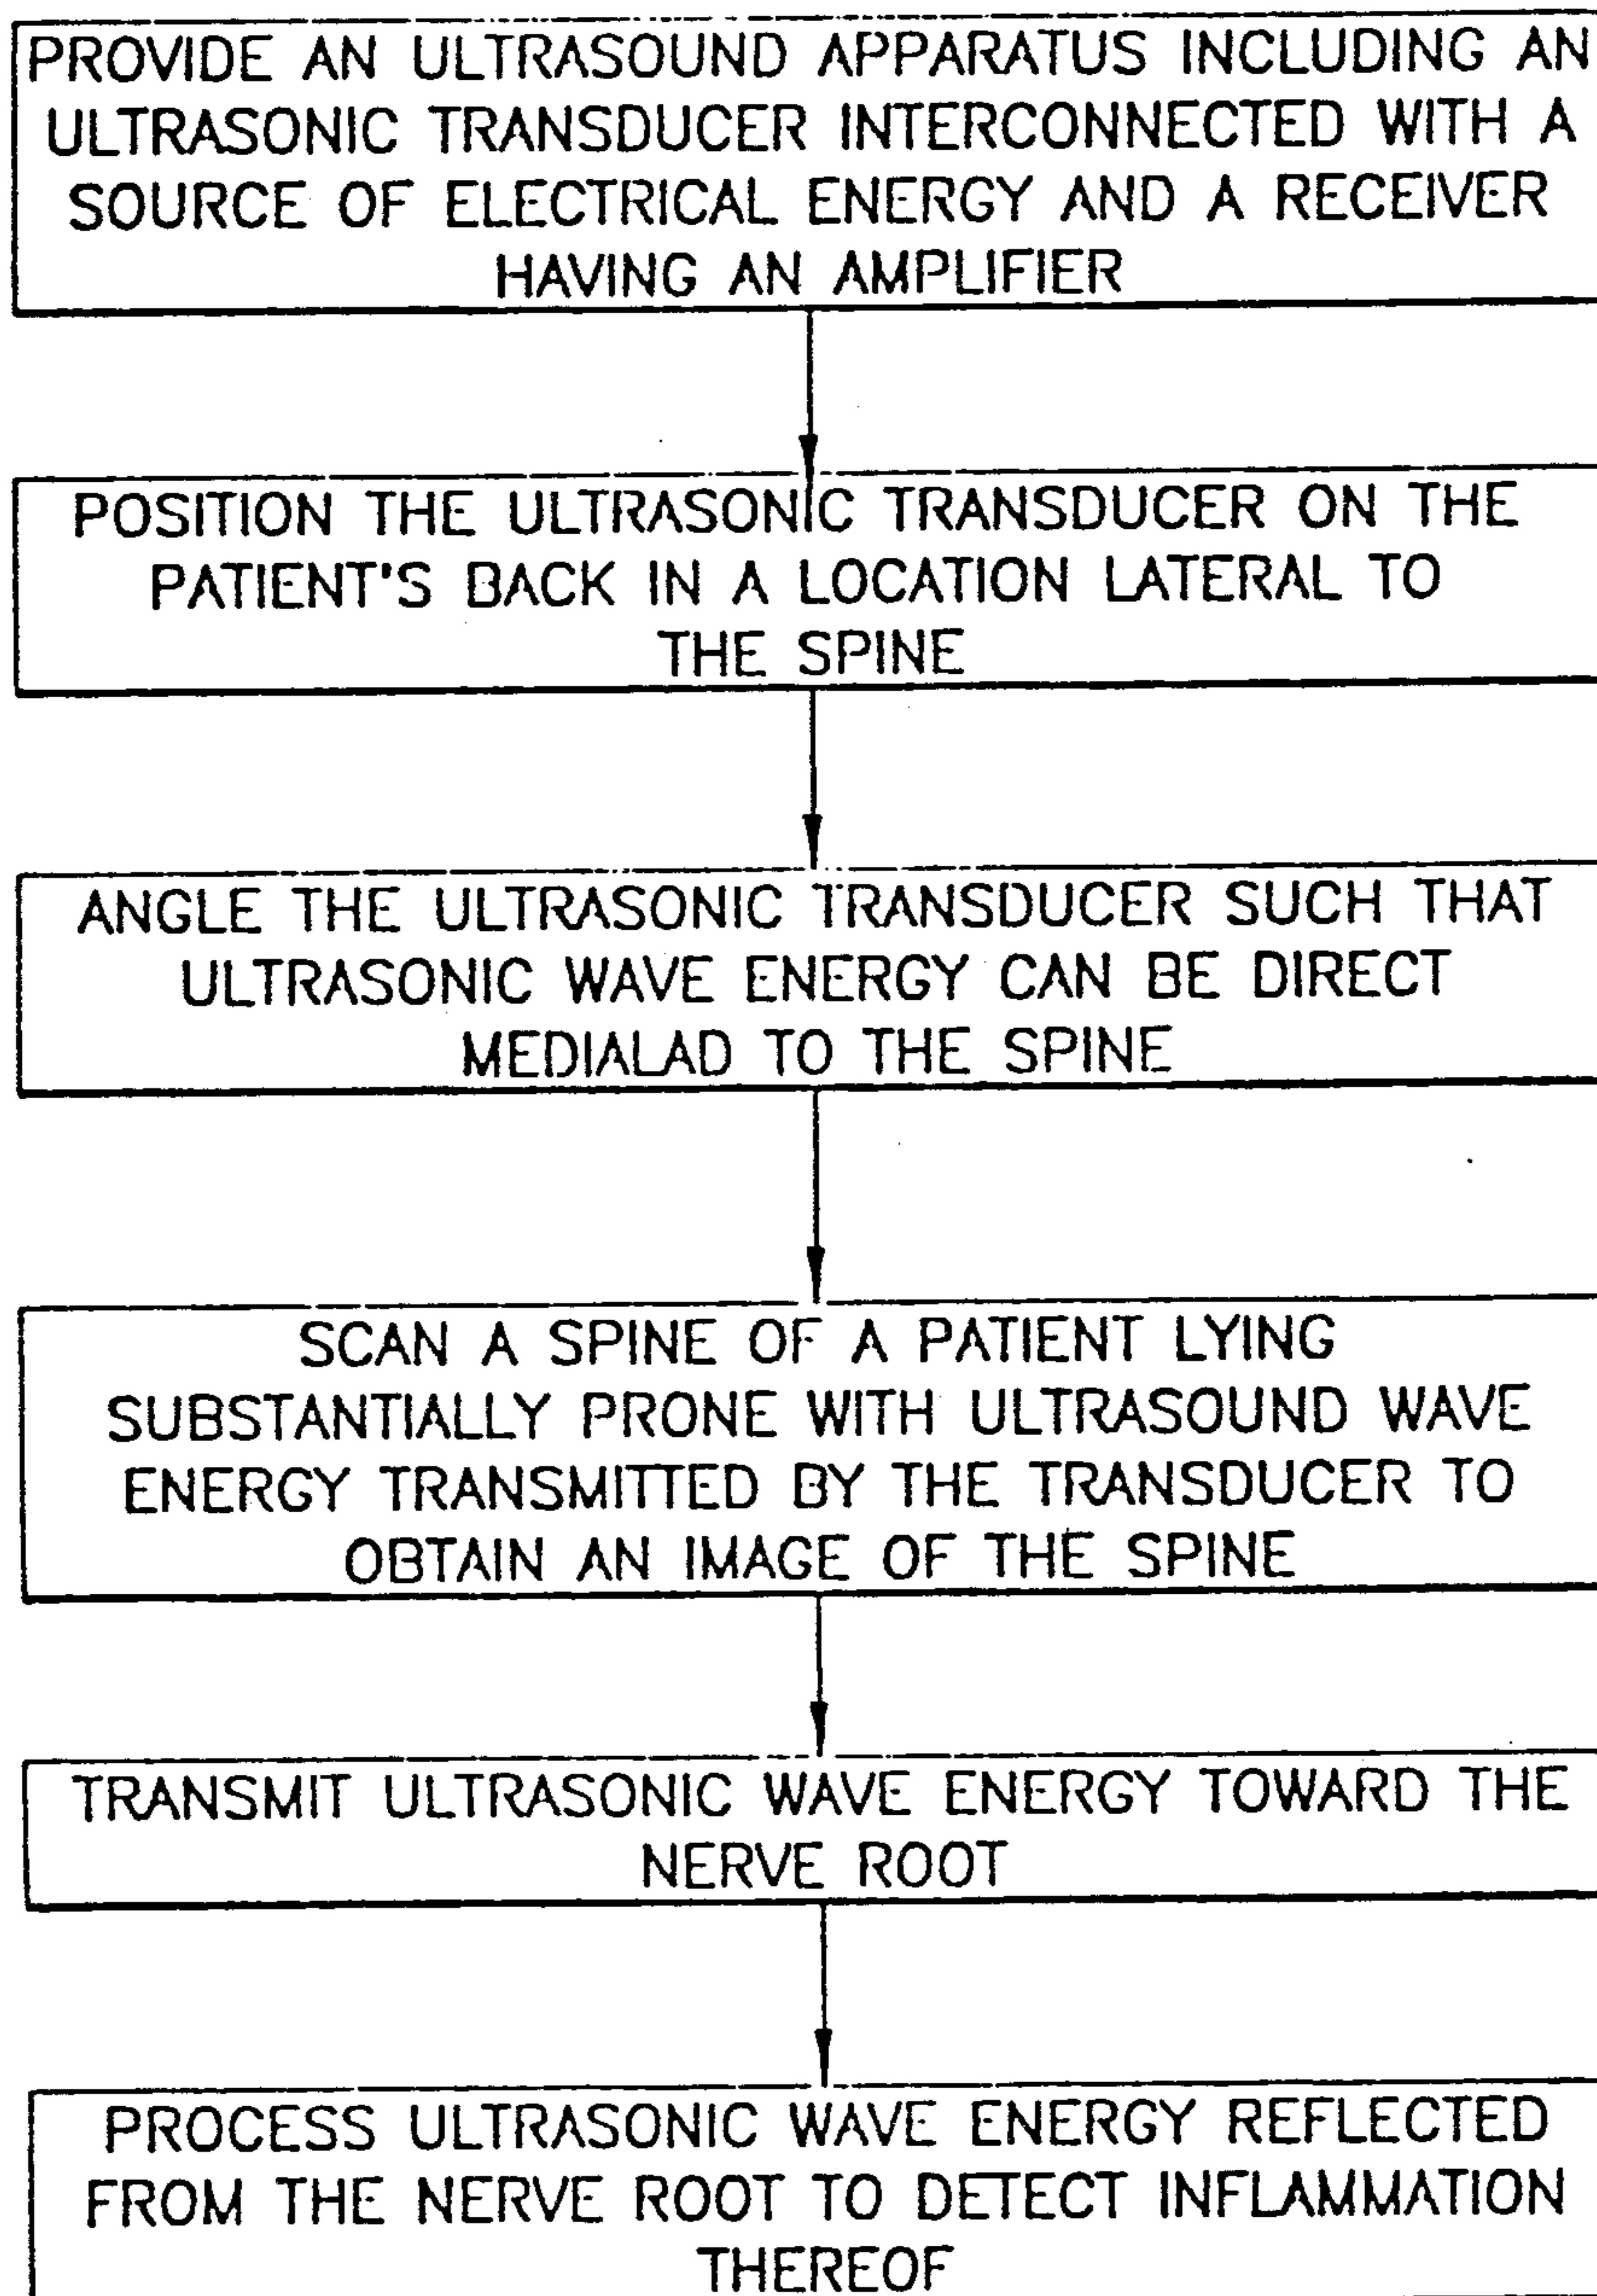 PROVIDE AN ULTRASOUND APPARATUS INCLUDING AN
ULTRASONIC TRANSDUCER INTERCONNECTED WITH A
SOURCE OF ELECTRICAL ENERGY AND A RECEIVER
HAVING AN AMPLIFIER
POSITION THE ULTRASONIC TRANSDUCER ON THE
PATIENT'S BACK IN A LOCATION LATERAL TO
THE SPINE
ANGLE THE ULTRASONIC TRANSDUCER SUCH THAT
ULTRASONIC WAVE ENERGY CAN BE DIRECT
MEDIALAD TO THE SPINE
SCAN A SPINE OF A PATIENT LYING
SUBSTANTIALLY PRONE WITH ULTRASOUND WAVE
ENERGY TRANSMITTED BY THE TRANSDUCER TO
OBTAIN AN IMAGE OF THE SPINE
TRANSMIT ULTRASONIC WAVE ENERGY TOWARD THE
NERVE ROOT
PROCESS ULTRASONIC WAVE ENERGY REFLECTED
FROM THE NERVE ROOT TO DETECT INFLAMMATION
THEREOF